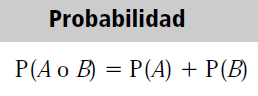 Probabilidad
P(A o B) = P(A) + P(B)